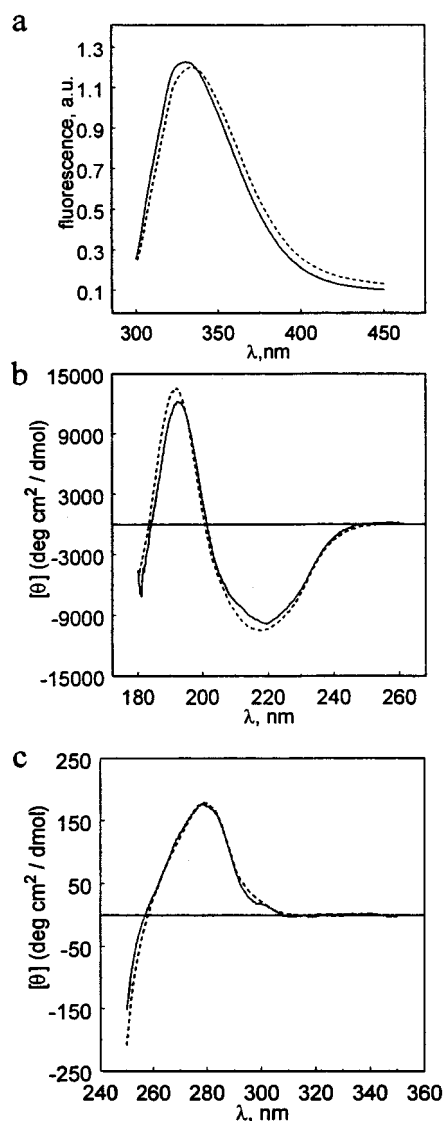 a
fluorescence, a.u.
1.3
1.1
0.9
0.7
0.5
0.3
0.1
300 350 400 450
λ,nm
b
[θ] (deg cm² / dmol)
15000
9000
3000
-3000
-9000
-15000
180 200 220 240 260
λ, nm
c
[θ] (deg cm² / dmol)
250
150
50
-50
-150
-250
240 260 280 300 320 340 360
λ, nm